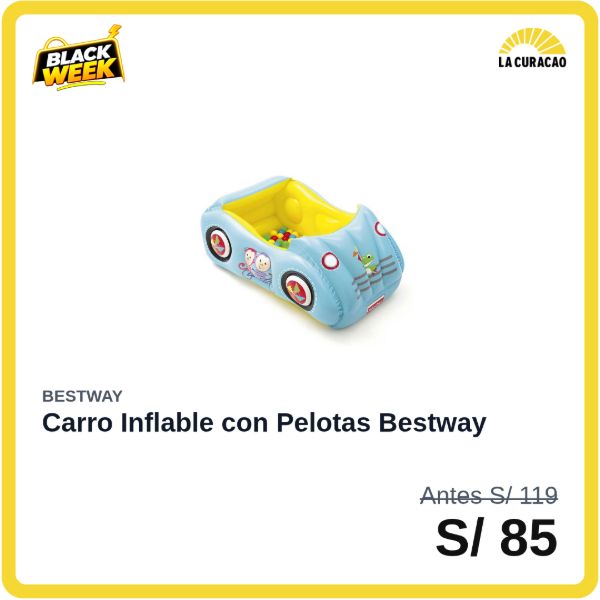 BLACK
WEEK
LA CURACAO
BESTWAY
Carro Inflable con Pelotas Bestway
Antes S/ 119
S/ 85